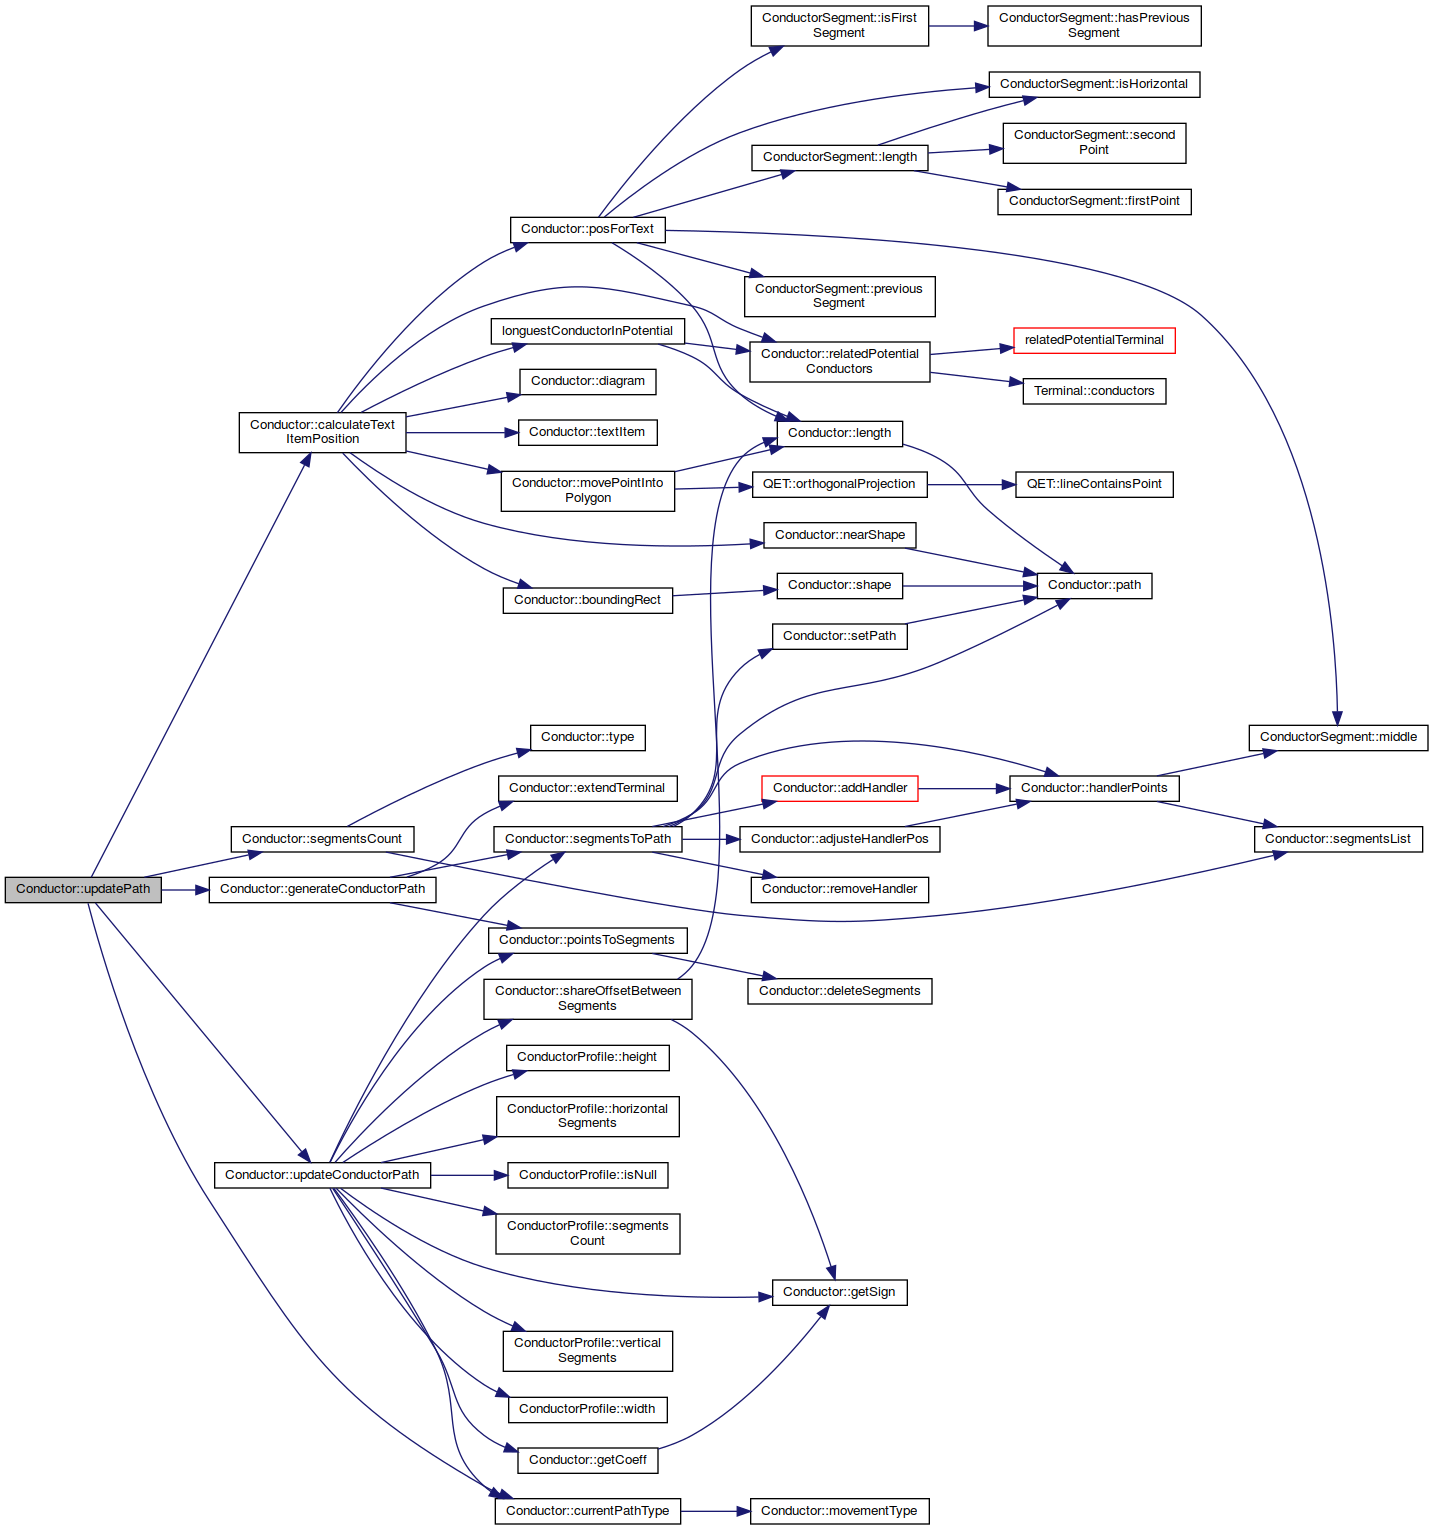 ConductorSegment::isFirst
Segment
ConductorSegment::hasPrevious
Segment
ConductorSegment::isHorizontal
ConductorSegment::second
Point
ConductorSegment::length
ConductorSegment::firstPoint
Conductor::posForText
ConductorSegment::previous
Segment
longuestConductorInPotential
Conductor::relatedPotential
Conductors
relatedPotentialTerminal
Terminal::conductors
Conductor::diagram
Conductor::calculateText
ItemPosition
Conductor::textItem
Conductor::length
Conductor::movePointInto
Polygon
QET::orthogonalProjection
QET::lineContainsPoint
Conductor::nearShape
Conductor::boundingRect
Conductor::shape
Conductor::path
Conductor::setPath
Conductor::type
ConductorSegment::middle
Conductor::extendTerminal
Conductor::addHandler
Conductor::handlerPoints
Conductor::segmentsCount
Conductor::segmentsToPath
Conductor::adjusteHandlerPos
Conductor::segmentsList
Conductor::updatePath
Conductor::generateConductorPath
Conductor::removeHandler
Conductor::pointsToSegments
Conductor::shareOffsetBetween
Segments
Conductor::deleteSegments
ConductorProfile::height
ConductorProfile::horizontal
Segments
Conductor::updateConductorPath
ConductorProfile::isNull
ConductorProfile::segments
Count
Conductor::getSign
ConductorProfile::vertical
Segments
ConductorProfile::width
Conductor::getCoeff
Conductor::currentPathType
Conductor::movementType